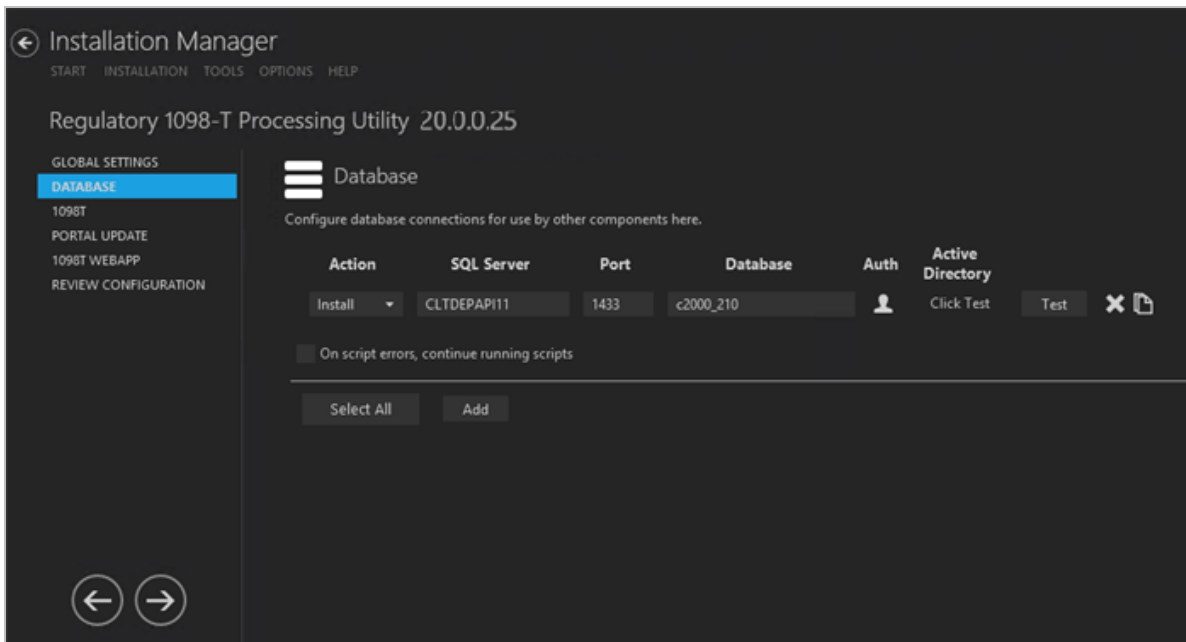 Installation Manager
START INSTALLATION TOOLS OPTIONS HELP
Regulatory 1098-T Processing Utility 20.0.0.25
GLOBAL SETTINGS
DATABASE
1098T
PORTAL UPDATE
1098T WEBAPP
REVIEW CONFIGURATION
Database
Configure database connections for use by other components here.
Action SQL Server Port Database Auth Active Directory
Install CLTDEPAPI11 1433 c2000_210 Click Test Test
On script errors, continue running scripts
Select All Add